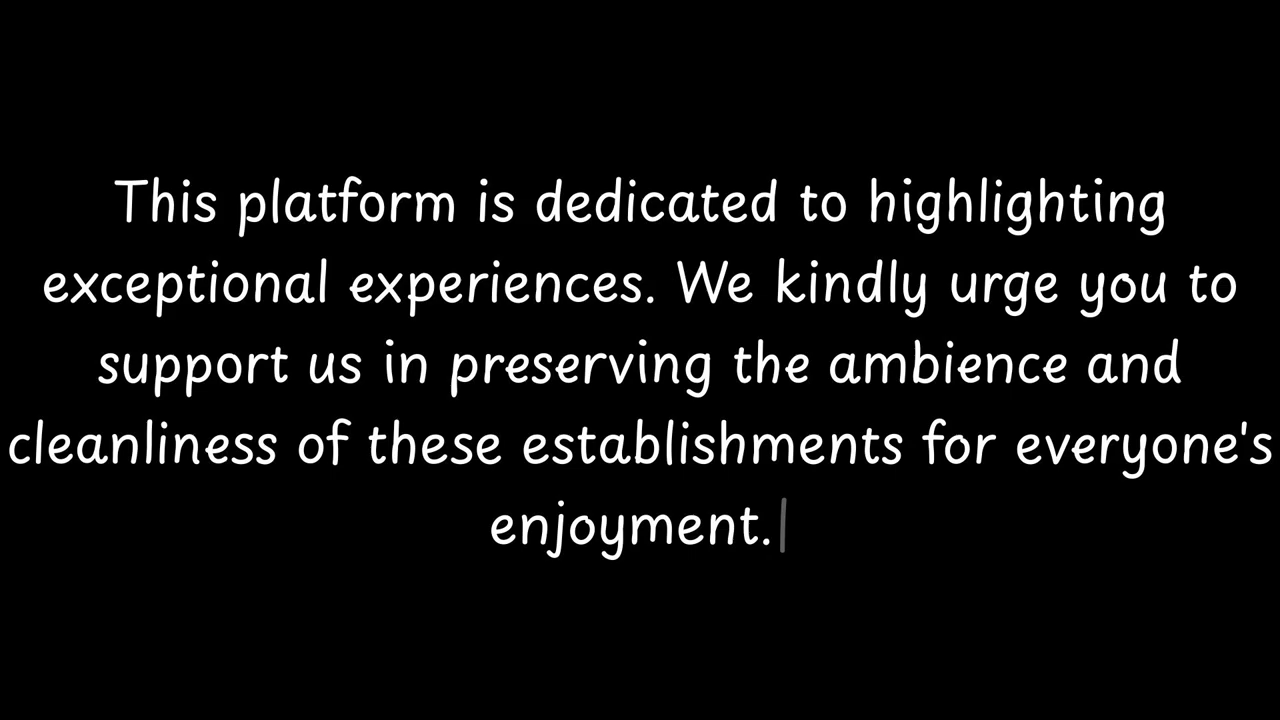 This platform is dedicated to highlighting
exceptional experiences. We kindly urge you to
support us in preserving the ambience and
cleanliness of these establishments for everyone's
enjoyment.